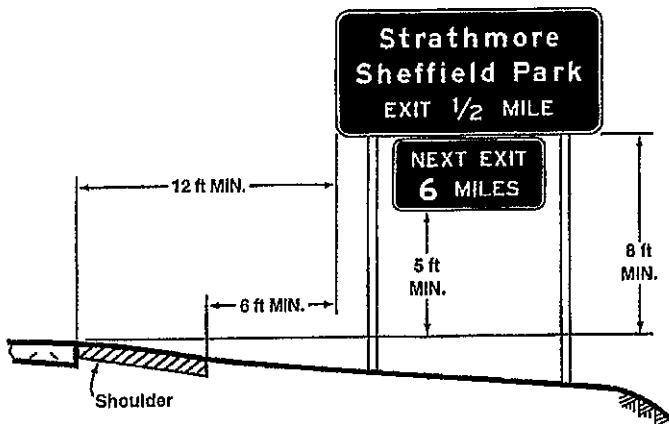 Strathmore
Sheffield Park
EXIT 1/2 MILE
NEXT EXIT
6 MILES
12 ft MIN.
6 ft MIN.
5 ft
MIN.
8 ft
MIN.
Shoulder